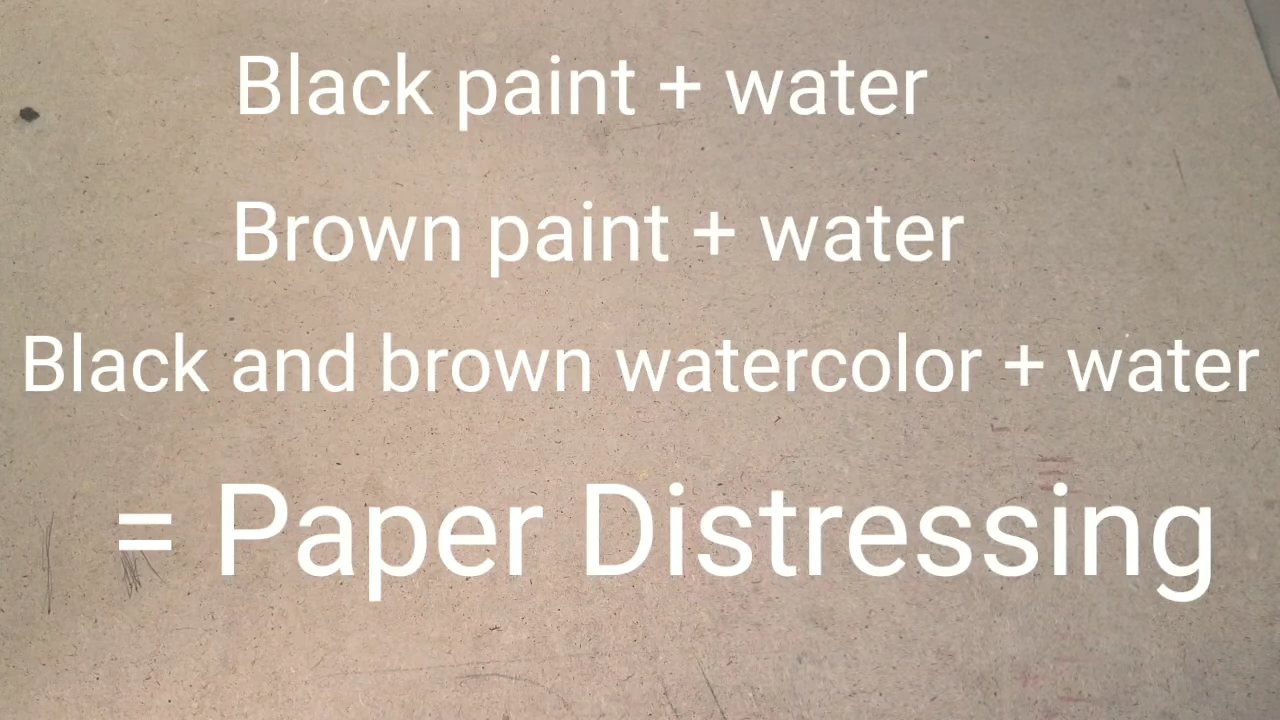 Black paint + water
Brown paint + water
Black and brown watercolor + water
= Paper Distressing